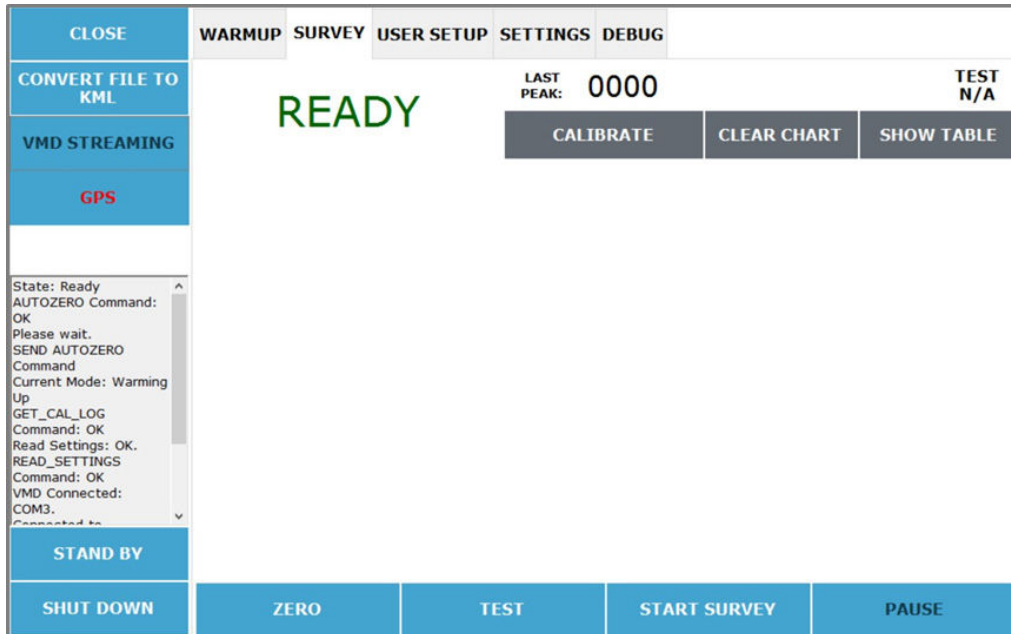 CLOSE
WARMUP SURVEY USER SETUP SETTINGS DEBUG
CONVERT FILE TO
KML
VMD STREAMING
GPS
READY
LAST
PEAK: 0000
TEST
N/A
CALIBRATE CLEAR CHART SHOW TABLE
State: Ready
AUTOZERO Command:
OK
Please wait.
SEND AUTOZERO
Command
Current Mode: Warming
Up
GET_CAL_LOG
Command: OK
Read Settings: OK.
READ_SETTINGS
Command: OK
VMD Connected:
COM3.
Connected to
STAND BY
SHUT DOWN
ZERO TEST START SURVEY PAUSE